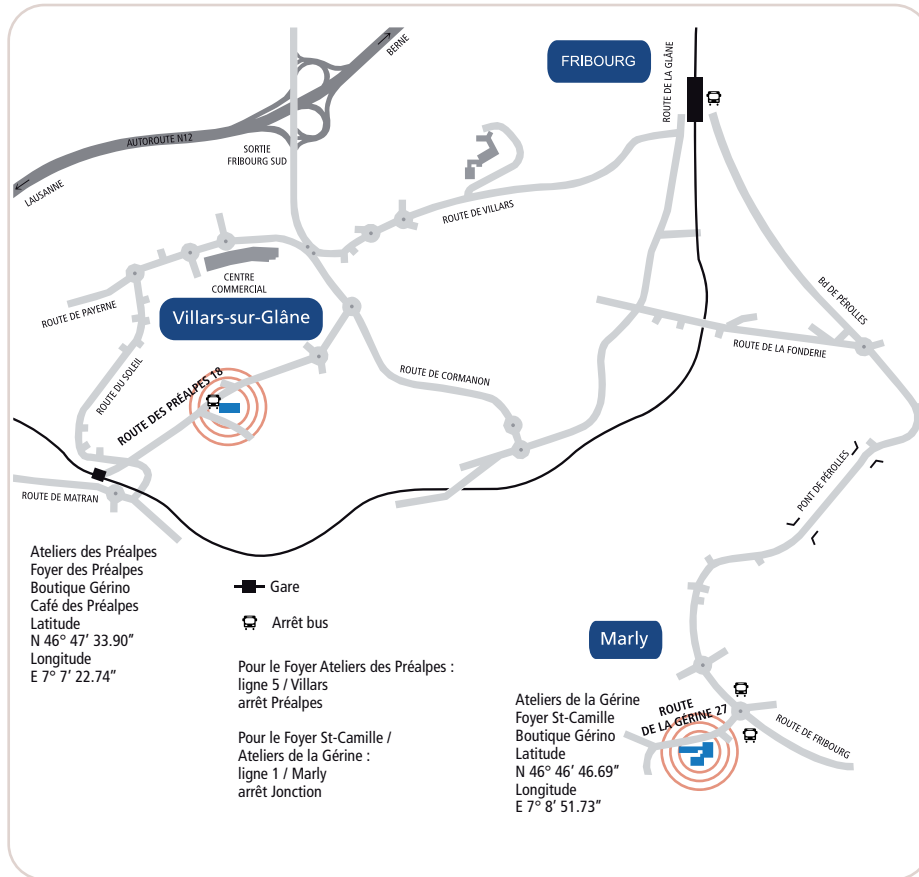 BERNE
FRIBOURG
ROUTE DE LA GLÂNE
AUTOROUTE N12
SORTIE
FRIBOURG SUD
LAUSANNE
ROUTE DE VILLARS
CENTRE
COMMERCIAL
ROUTE DE PAYERNE
Villars-sur-Glâne
Bd DE PÉROLLES
ROUTE DE LA FONDERIE
ROUTE DU SOLEIL
ROUTE DES PRÉALPES 18
ROUTE DE CORMANON
PONT DE PÉROLLES
ROUTE DE MATRAN
Ateliers des Préalpes
Foyer des Préalpes
Boutique Gérino
Café des Préalpes
Latitude
N 46° 47’ 33.90”
Longitude
E 7° 7’ 22.74”
Gare
Arrêt bus
Pour le Foyer Ateliers des Préalpes :
ligne 5 / Villars
arrêt Préalpes
Pour le Foyer St-Camille /
Ateliers de la Gérine :
ligne 1 / Marly
arrêt Jonction
Marly
ROUTE
DE LA GÉRINE 27
ROUTE DE FRIBOURG
Ateliers de la Gérine
Foyer St-Camille
Boutique Gérino
Latitude
N 46° 46’ 46.69”
Longitude
E 7° 8’ 51.73”